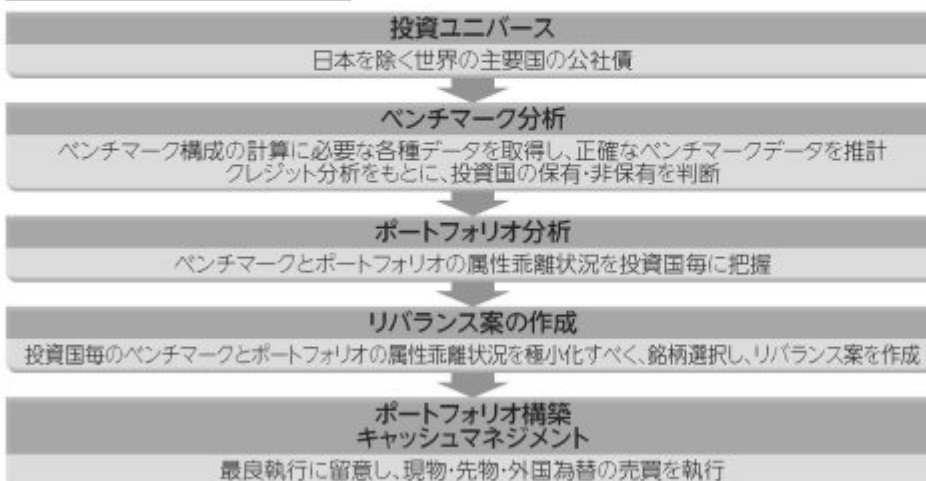 投資ユニバース
日本を除く世界の主要国の公社債
ベンチマーク分析
ベンチマーク構成の計算に必要な各種データを取得し、正確なベンチマークデータを推計
クレジット分析をもとに、投資国の保有・非保有を判断
ポートフォリオ分析
ベンチマークとポートフォリオの属性乖離状況を投資国毎に把握
リバランス案の作成
投資国毎のベンチマークとポートフォリオの属性乖離状況を極小化すべく、銘柄選択し、リバランス案を作成
ポートフォリオ構築
キャッシュマネジメント
最良執行に留意し、現物・先物・外国為替の売買を執行